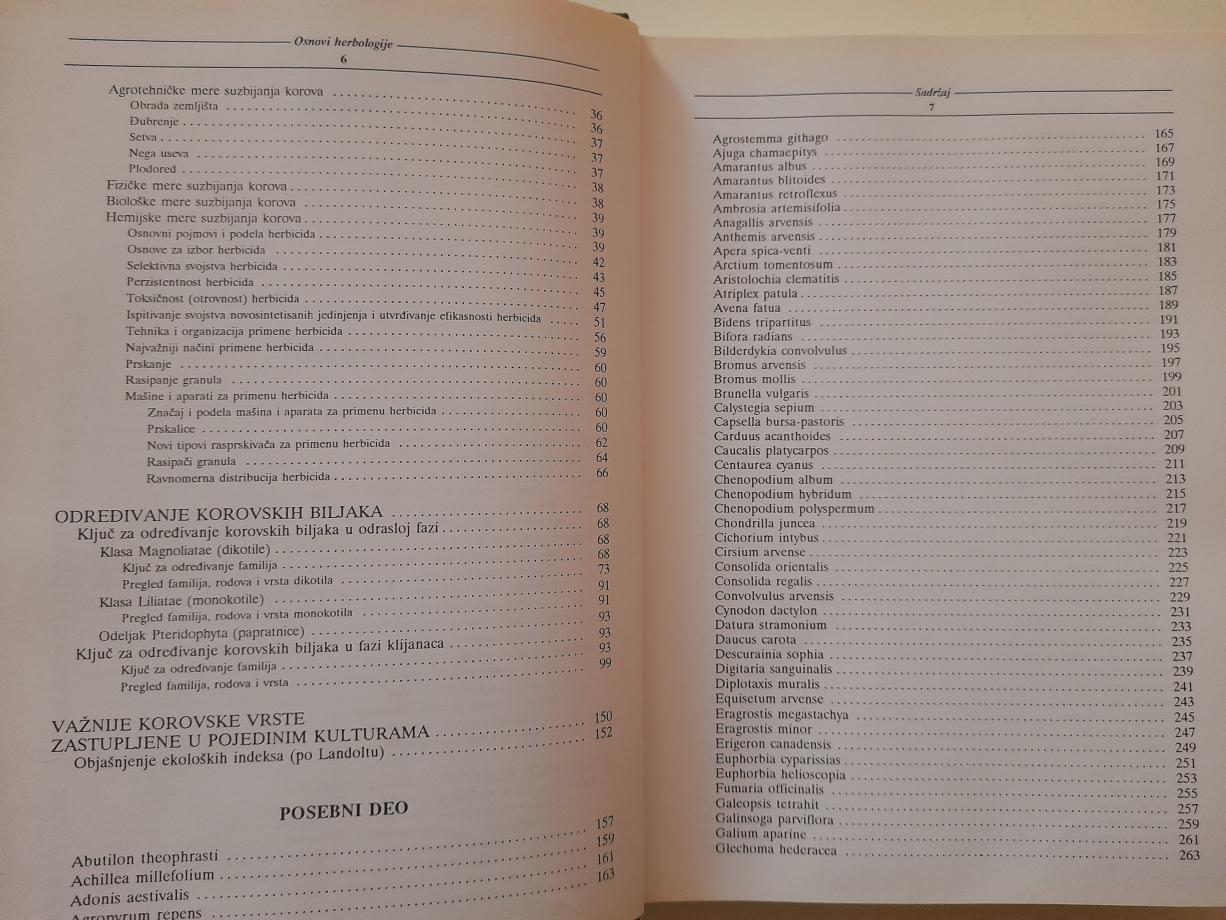 Osnovi herbologije
6
Agrotehničke mere suzbijanja korova . . . . . 36
Obrada zemljišta . . . . . 36
Đubrenje . . . . . 37
Setva . . . . . 37
Nega useva . . . . . 37
Plodored . . . . . 38
Fizičke mere suzbijanja korova . . . . . 38
Biološke mere suzbijanja korova . . . . . 39
Hemijske mere suzbijanja korova . . . . . 39
Osnovni pojmovi i podela herbicida . . . . . 39
Osnove za izbor herbicida . . . . . 42
Selektivna svojstva herbicida . . . . . 43
Perzistentnost herbicida . . . . . 45
Toksičnost (otrovnost) herbicida . . . . . 47
Ispitivanje svojstva novosintetisanih jedinjenja i utvrđivanje efikasnosti herbicida . . . . . 51
Tehnika i organizacija primene herbicida . . . . . 56
Najvažniji načini primene herbicida . . . . . 59
Prskanje . . . . . 60
Rasipanje granula . . . . . 60
Mašine i aparati za primenu herbicida . . . . . 60
Značaj i podela mašina i aparata za primenu herbicida . . . . . 60
Prskalice . . . . . 60
Novi tipovi rasprskivača za primenu herbicida . . . . . 62
Rasipači granula . . . . . 64
Ravnomerna distribucija herbicida . . . . . 66
ODREĐIVANJE KOROVSKIH BILJAKA . . . . . 68
Ključ za određivanje korovskih biljaka u odrasloj fazi . . . . . 68
Klasa Magnoliatae (dikotile) . . . . . 68
Ključ za određivanje familija . . . . . 68
Pregled familija, rodova i vrsta dikotila . . . . . 73
Klasa Liliatae (monokotile) . . . . . 91
Pregled familija, rodova i vrsta monokotila . . . . . 91
Odeljak Pteridophyta (papratnice) . . . . . 93
Ključ za određivanje korovskih biljaka u fazi klijanaca . . . . . 93
Ključ za određivanje familija . . . . . 93
Pregled familija, rodova i vrsta . . . . . 99
VAŽNIJE KOROVSKE VRSTE
ZASTUPLJENE U POJEDINIM KULTURAMA . . . . . 150
Objašnjenje ekoloških indeksa (po Landoltu) . . . . . 152
POSEBNI DEO
Abutilon theophrasti . . . . . 157
Achillea millefolium . . . . . 159
Adonis aestivalis . . . . . 161
Agropyrum repens . . . . . 163
Sadržaj
7
Agrostemma githago . . . . . 165
Ajuga chamaepitys . . . . . 167
Amarantus albus . . . . . 169
Amarantus blitoides . . . . . 171
Amarantus retroflexus . . . . . 173
Ambrosia artemisifolia . . . . . 175
Anagallis arvensis . . . . . 177
Anthemis arvensis . . . . . 179
Apera spica-venti . . . . . 181
Arctium tomentosum . . . . . 183
Aristolochia clematitis . . . . . 185
Atriplex patula . . . . . 187
Avena fatua . . . . . 189
Bidens tripartitus . . . . . 191
Bifora radians . . . . . 193
Bilderdykia convolvulus . . . . . 195
Bromus arvensis . . . . . 197
Bromus mollis . . . . . 199
Brunella vulgaris . . . . . 201
Calystegia sepium . . . . . 203
Capsella bursa-pastoris . . . . . 205
Carduus acanthoides . . . . . 207
Caucalis platycarpos . . . . . 209
Centaurea cyanus . . . . . 211
Chenopodium album . . . . . 213
Chenopodium hybridum . . . . . 215
Chenopodium polyspermum . . . . . 217
Chondrilla juncea . . . . . 219
Cichorium intybus . . . . . 221
Cirsium arvense . . . . . 223
Consolida orientalis . . . . . 225
Consolida regalis . . . . . 227
Convolvulus arvensis . . . . . 229
Cynodon dactylon . . . . . 231
Datura stramonium . . . . . 233
Daucus carota . . . . . 235
Descurainia sophia . . . . . 237
Digitaria sanguinalis . . . . . 239
Diplotaxis muralis . . . . . 241
Equisetum arvense . . . . . 243
Eragrostis megastachya . . . . . 245
Eragrostis minor . . . . . 247
Erigeron canadensis . . . . . 249
Euphorbia cyparissias . . . . . 251
Euphorbia helioscopia . . . . . 253
Fumaria officinalis . . . . . 255
Galeopsis tetrahit . . . . . 257
Galinsoga parviflora . . . . . 259
Galium aparine . . . . . 261
Glechoma hederacea . . . . . 263